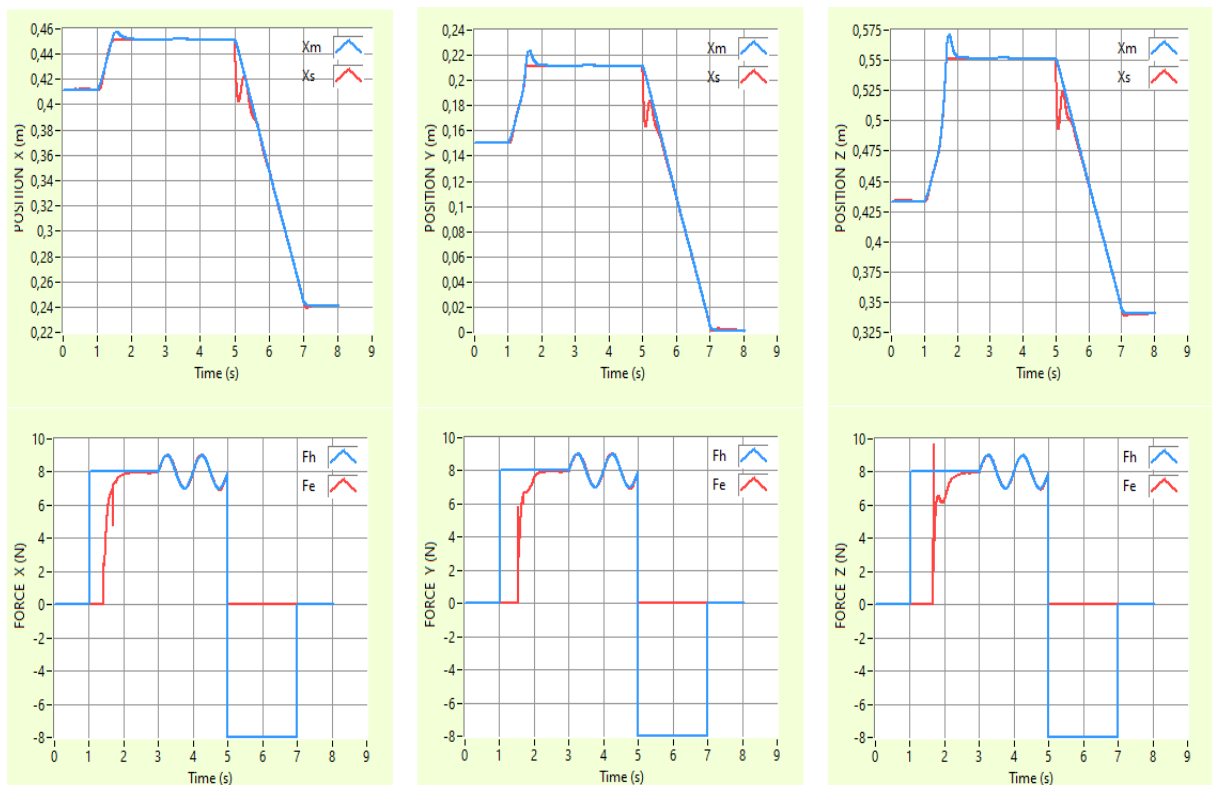 POSITION X (m)
0,46
0,44
0,42
0,4
0,38
0,36
0,34
0,32
0,3
0,28
0,26
0,24
0,22
0 1 2 3 4 5 6 7 8 9
Time (s)
Xm
Xs
POSITION Y (m)
0,24
0,22
0,2
0,18
0,16
0,14
0,12
0,1
0,08
0,06
0,04
0,02
0
0 1 2 3 4 5 6 7 8 9
Time (s)
Xm
Xs
POSITION Z (m)
0,575
0,55
0,525
0,5
0,475
0,45
0,425
0,4
0,375
0,35
0,325
0 1 2 3 4 5 6 7 8 9
Time (s)
Xm
Xs
FORCE X (N)
10
8
6
4
2
0
-2
-4
-6
-8
0 1 2 3 4 5 6 7 8 9
Time (s)
Fh
Fe
FORCE Y (N)
10
8
6
4
2
0
-2
-4
-6
-8
0 1 2 3 4 5 6 7 8 9
Time (s)
Fh
Fe
FORCE Z (N)
10
8
6
4
2
0
-2
-4
-6
-8
0 1 2 3 4 5 6 7 8 9
Time (s)
Fh
Fe